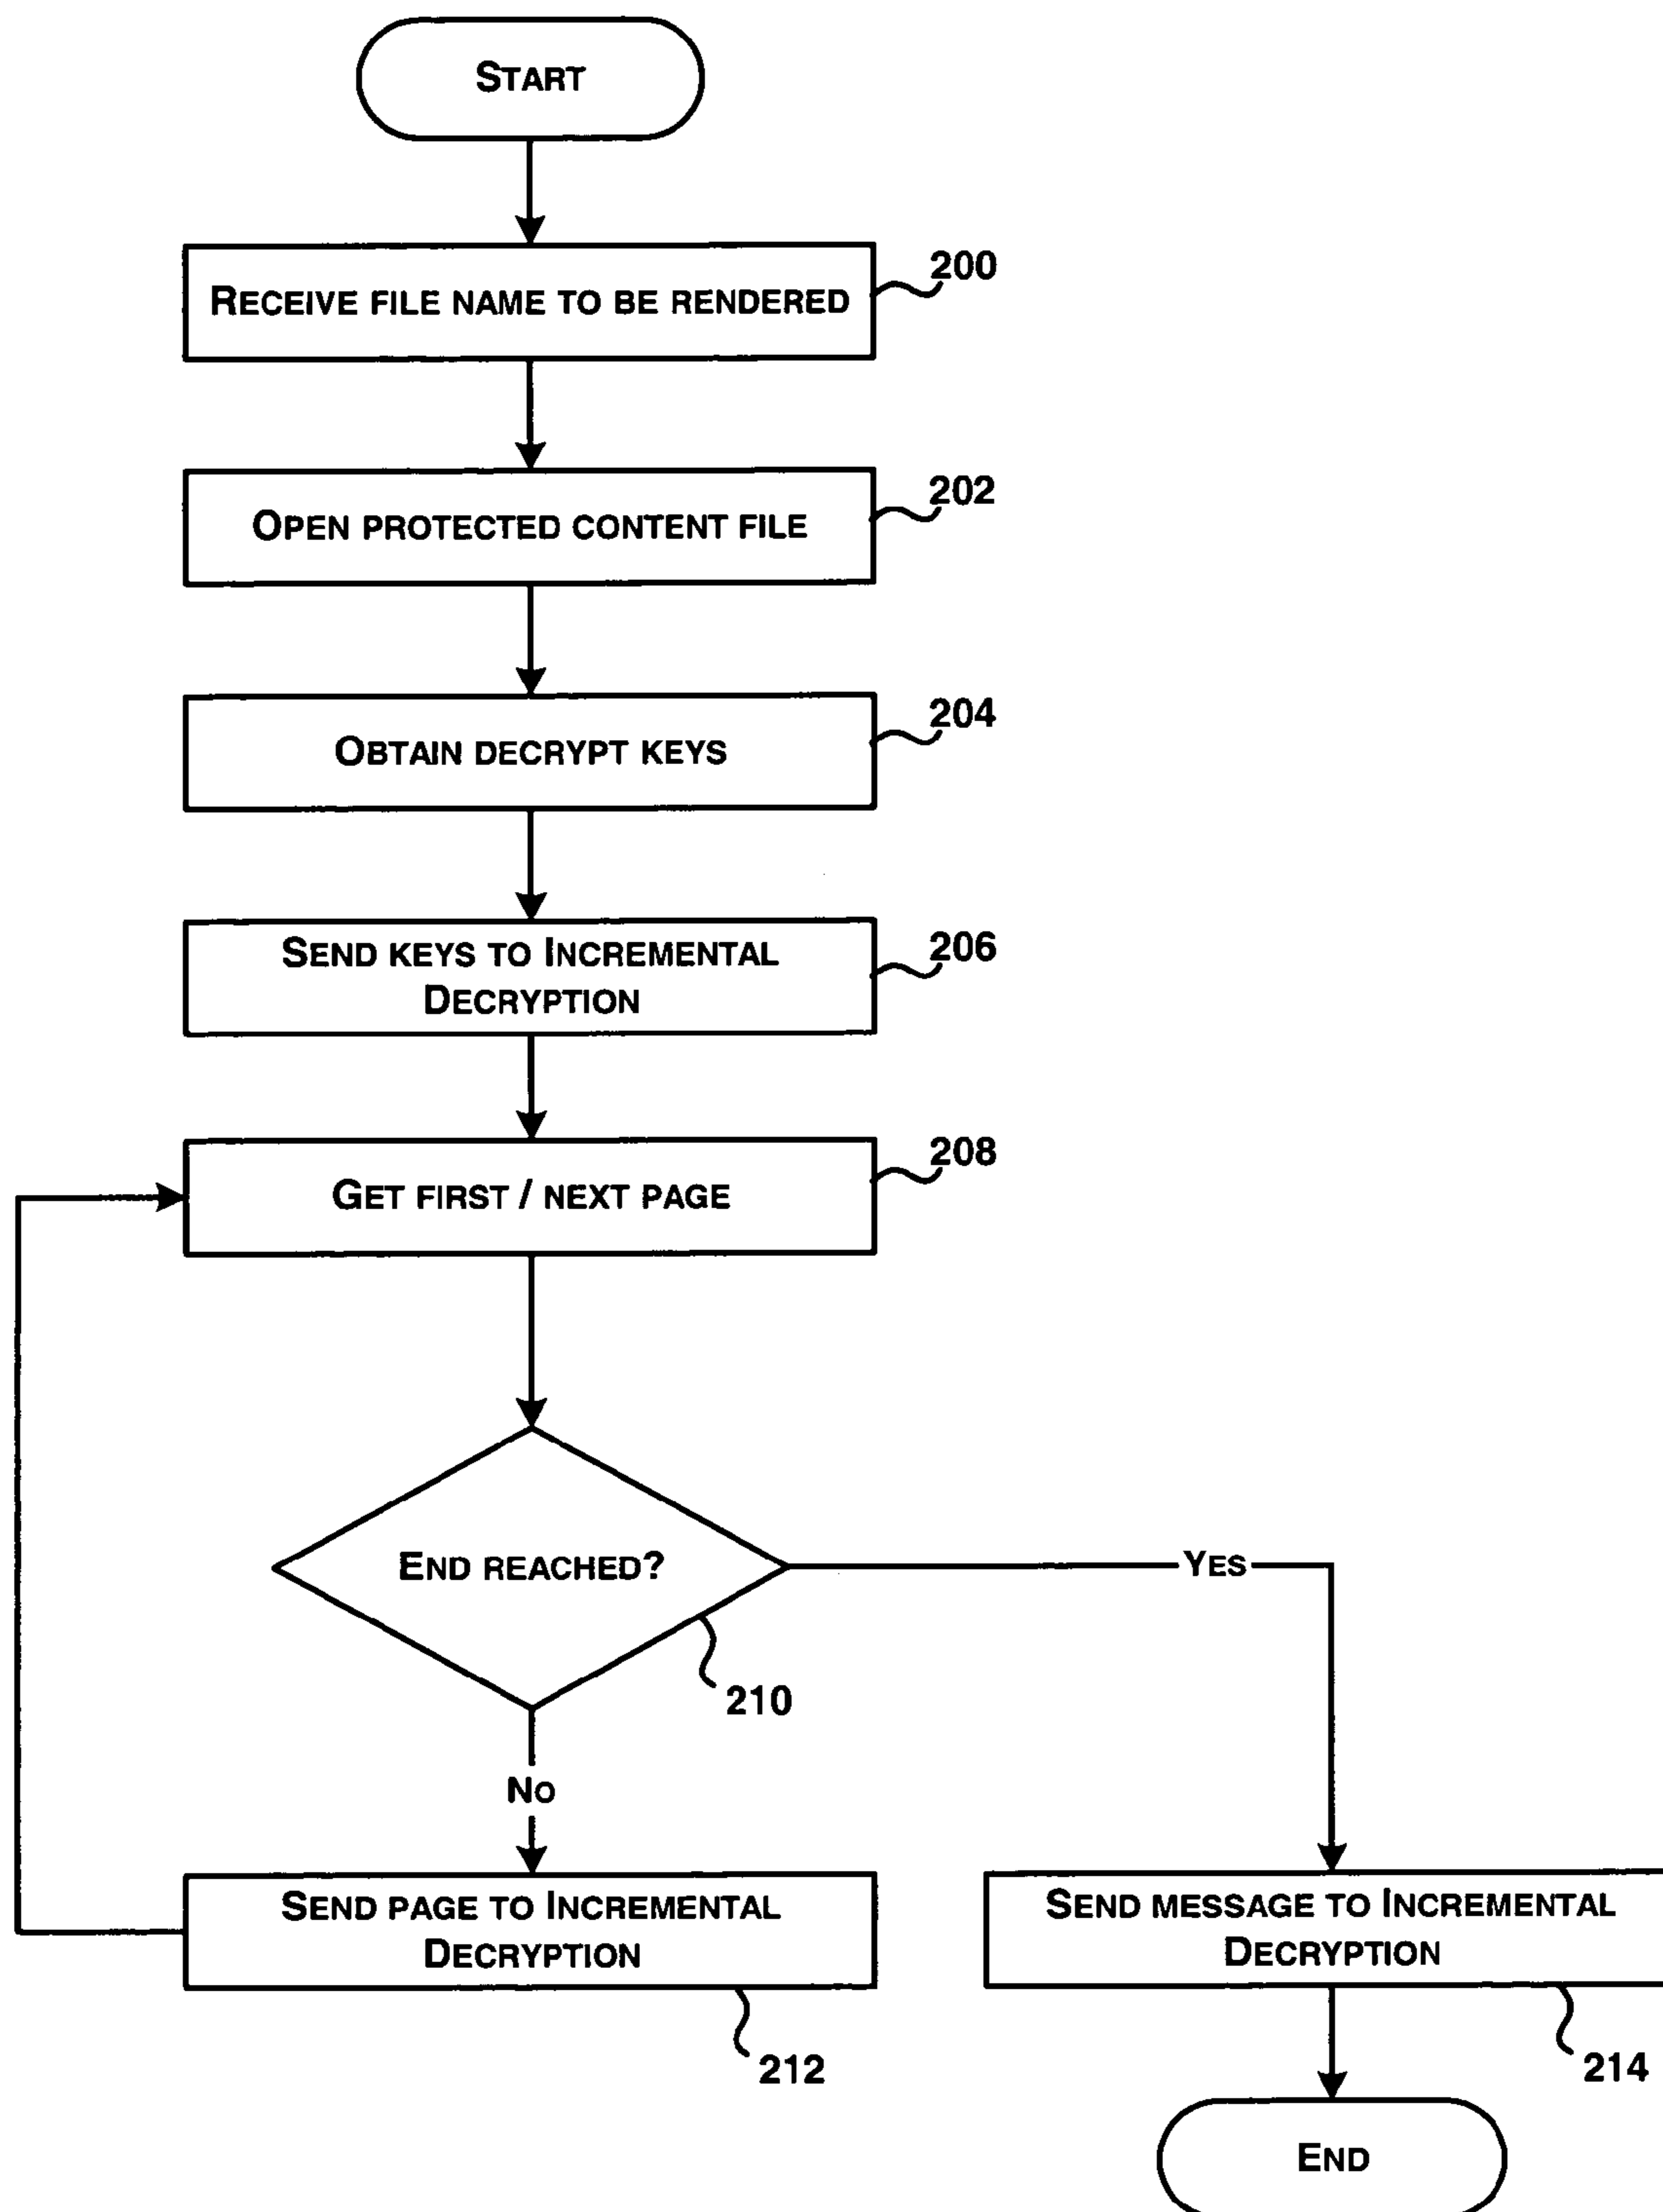 START
RECEIVE FILE NAME TO BE RENDERED
200
OPEN PROTECTED CONTENT FILE
202
OBTAIN DECRYPT KEYS
204
SEND KEYS TO INCREMENTAL
DECRYPTION
206
GET FIRST / NEXT PAGE
208
END REACHED?
YES
210
NO
SEND PAGE TO INCREMENTAL
DECRYPTION
212
SEND MESSAGE TO INCREMENTAL
DECRYPTION
214
END